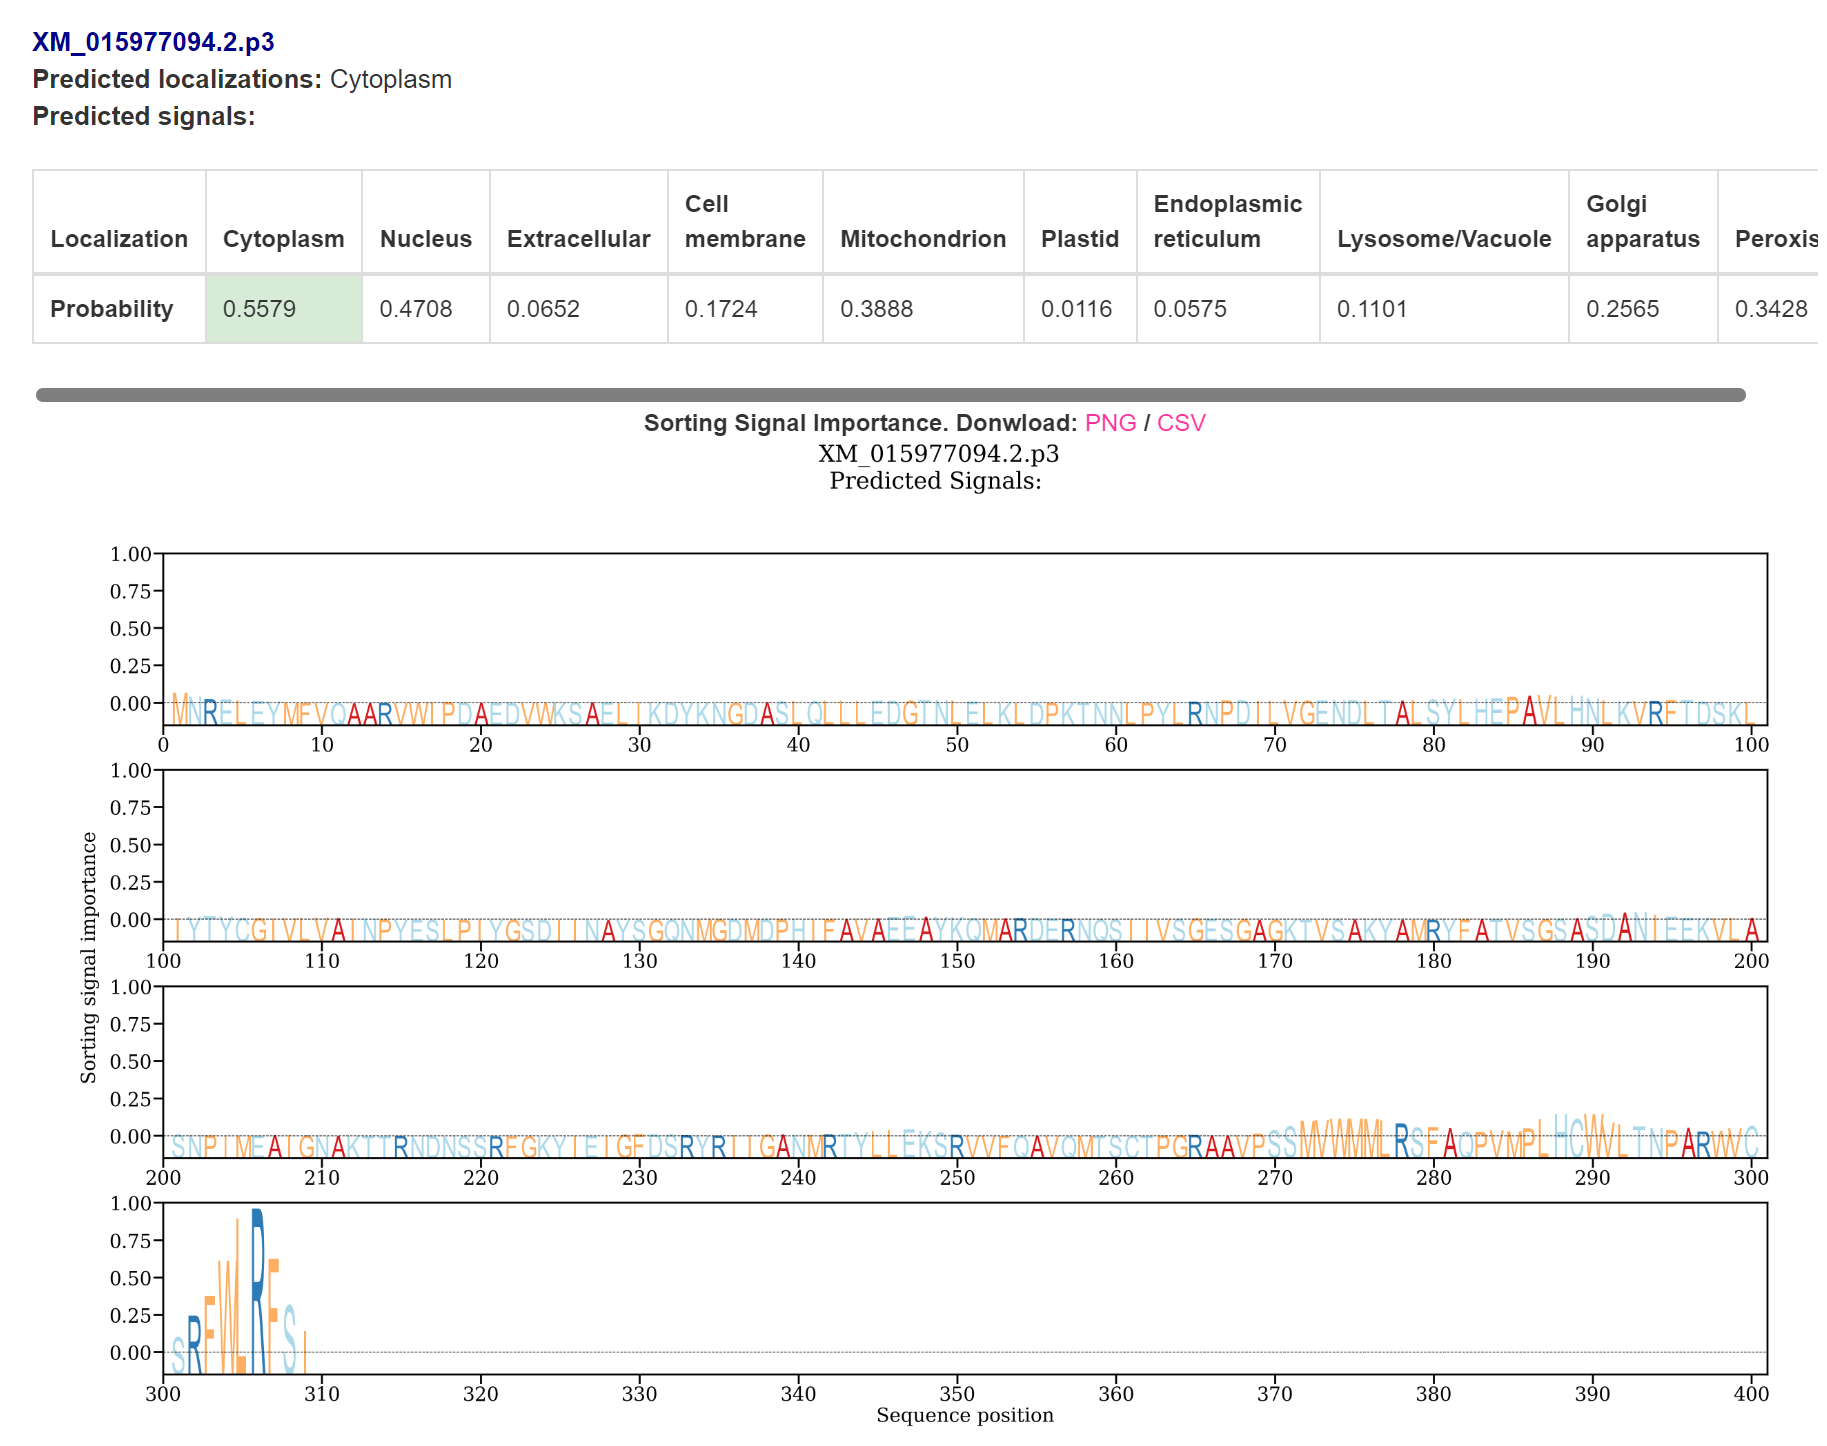 XM_015977094.2.p3
Predicted localizations: Cytoplasm
Predicted signals:
Localization Cytoplasm Nucleus Extracellular Cell membrane Mitochondrion Plastid Endoplasmic reticulum Lysosome/Vacuole Golgi apparatus Peroxis
Probability 0.5579 0.4708 0.0652 0.1724 0.3888 0.0116 0.0575 0.1101 0.2565 0.3428
Sorting Signal Importance. Donwload: PNG / CSV
XM_015977094.2.p3
Predicted Signals:
Sorting signal importance
1.00
0.75
0.50
0.25
0.00
MNRELEYMFVQAARVWIPDAEDVWKSAELIKDYKNGDASLQLLLEDGTNLELKLDPKTNNLPYLRNPDILVGENDLTALSYLHEPAVLHNLKVRFTDSKL
0 10 20 30 40 50 60 70 80 90 100
1.00
0.75
0.50
0.25
0.00
IYTYCGIVLVAINPYESLPIYGSDIINAYSGQNMGDMDPHIFAVAEEAYKQMARDERNQSIIVSGESGAGKTVSAKYAMRYFATVSGSASDANIEEKVLA
100 110 120 130 140 150 160 170 180 190 200
1.00
0.75
0.50
0.25
0.00
SNPIMEAIGNAKTTRNDNSSRFGKYIEIGFDSRYRIIGANMRTYLLEKSRVVFQAVQMTSCTPGRAAVPSSMVWMMLRSFAQPVMPLHCWVLTNPARWVC
200 210 220 230 240 250 260 270 280 290 300
1.00
0.75
0.50
0.25
0.00
SRFWLRFSI
300 310 320 330 340 350 360 370 380 390 400
Sequence position